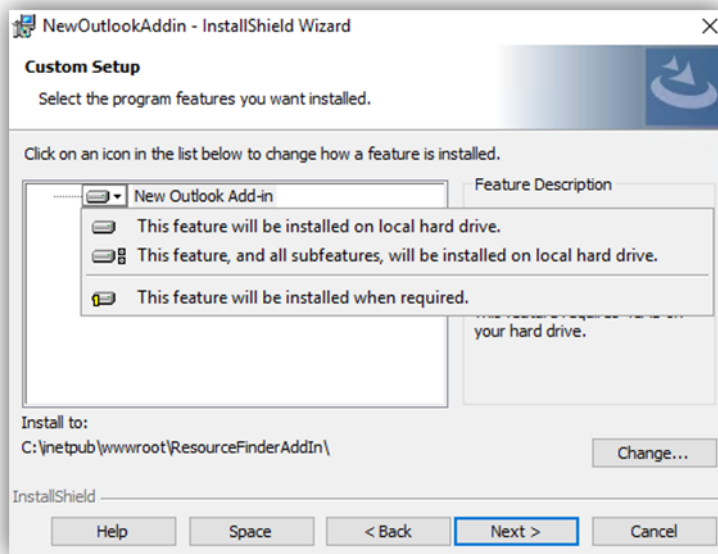 NewOutlookAddin - InstallShield Wizard
Custom Setup
Select the program features you want installed.
Click on an icon in the list below to change how a feature is installed.
New Outlook Add-in
Feature Description
This feature will be installed on local hard drive.
This feature, and all subfeatures, will be installed on local hard drive.
This feature will be installed when required.
your hard drive.
Install to:
C:\inetpub\wwwroot\ResourceFinderAddIn\
Change...
InstallShield
Help
Space
< Back
Next >
Cancel